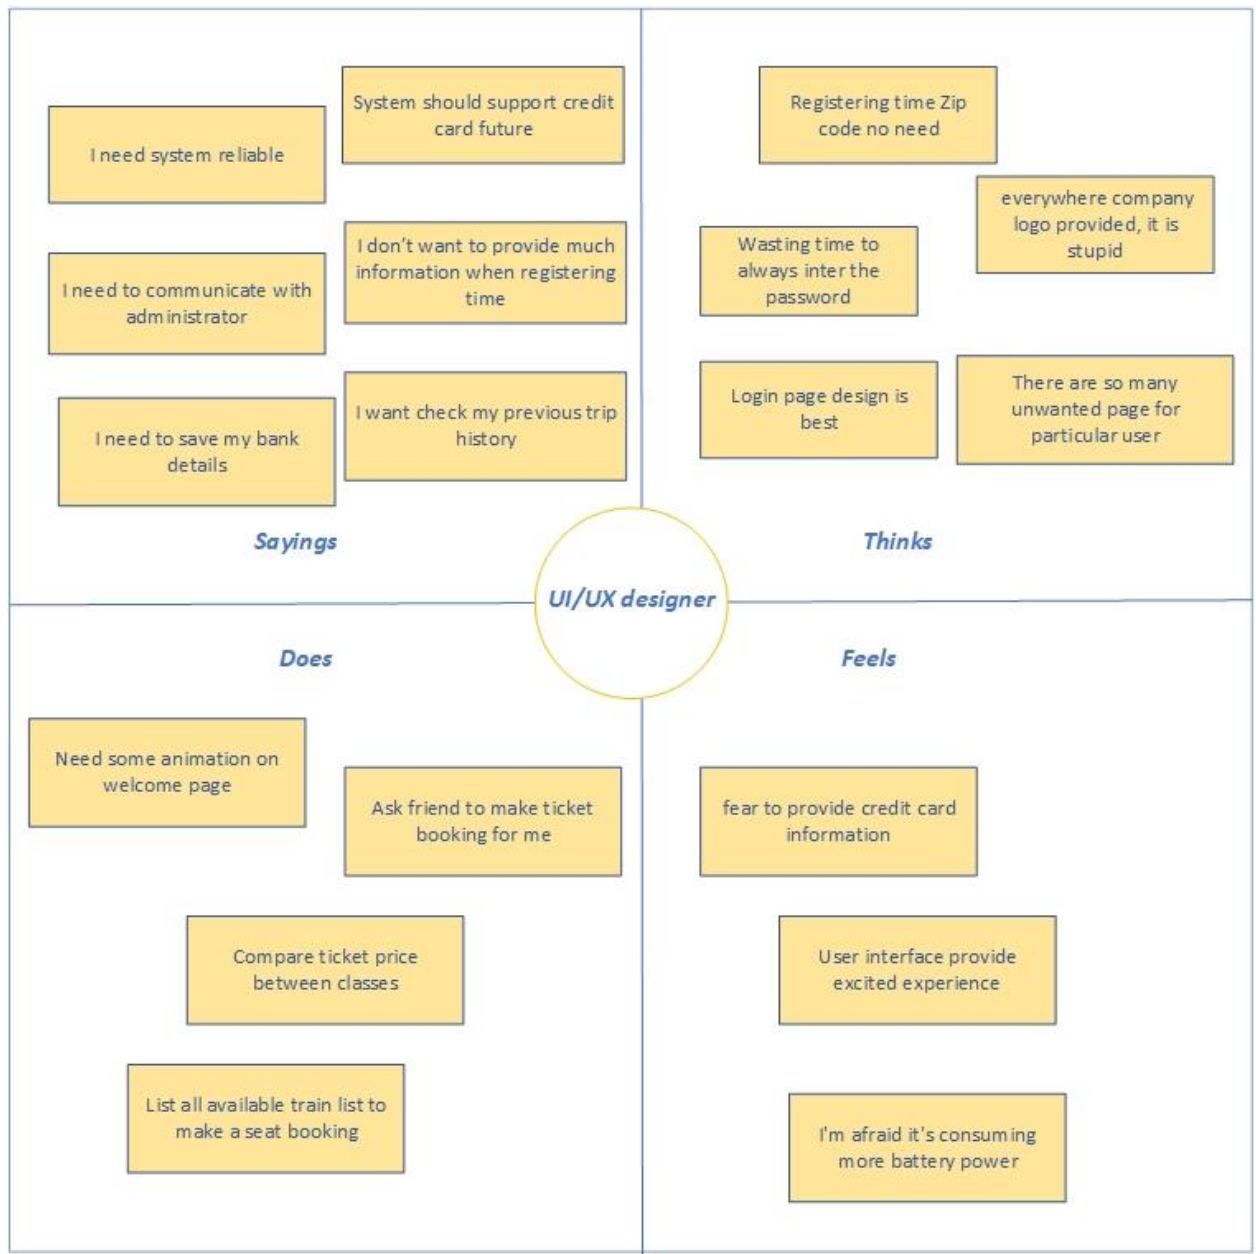 System should support credit
card future
I need system reliable
I don't want to provide much
information when registering
time
I need to communicate with
administrator
I want check my previous trip
history
I need to save my bank
details
Sayings
Registering time Zip
code no need
everywhere company
logo provided, it is
stupid
Wasting time to
always inter the
password
Login page design is
best
There are so many
unwanted page for
particular user
Thinks
UI/UX designer
Does
Need some animation on
welcome page
Ask friend to make ticket
booking for me
Compare ticket price
between classes
List all available train list to
make a seat booking
Feels
fear to provide credit card
information
User interface provide
excited experience
I'm afraid it's consuming
more battery power